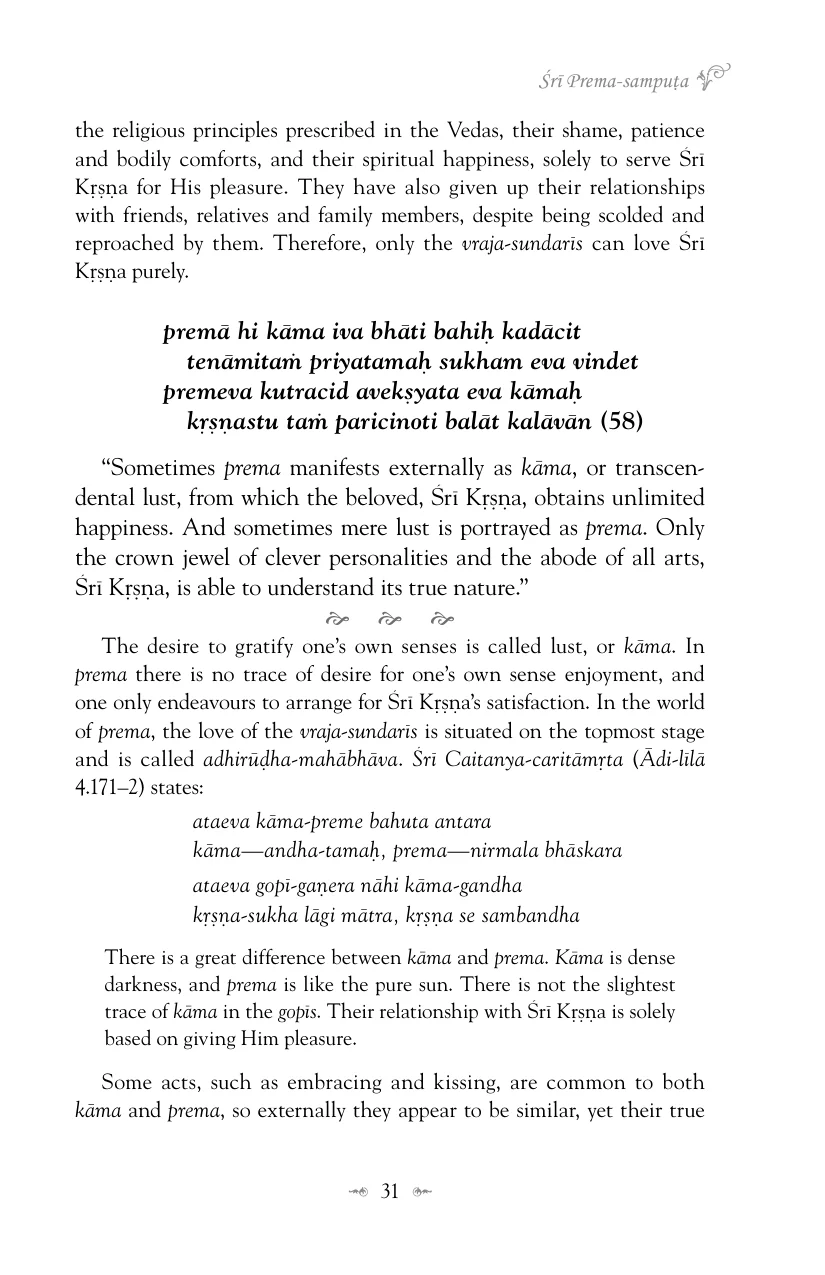 Śrī Prema-sampuṭa
the religious principles prescribed in the Vedas, their shame, patience
and bodily comforts, and their spiritual happiness, solely to serve Śrī
Kṛṣṇa for His pleasure. They have also given up their relationships
with friends, relatives and family members, despite being scolded and
reproached by them. Therefore, only the vraja-sundarīs can love Śrī
Kṛṣṇa purely.
premā hi kāma iva bhāti bahiḥ kadācit
tenāmitaṁ priyatamaḥ sukham eva vindet
premeva kutracid avekṣyata eva kāmaḥ
kṛṣṇastu taṁ paricinoti balāt kalāvān (58)
“Sometimes prema manifests externally as kāma, or transcen-
dental lust, from which the beloved, Śrī Kṛṣṇa, obtains unlimited
happiness. And sometimes mere lust is portrayed as prema. Only
the crown jewel of clever personalities and the abode of all arts,
Śrī Kṛṣṇa, is able to understand its true nature.”
The desire to gratify one’s own senses is called lust, or kāma. In
prema there is no trace of desire for one’s own sense enjoyment, and
one only endeavours to arrange for Śrī Kṛṣṇa’s satisfaction. In the world
of prema, the love of the vraja-sundarīs is situated on the topmost stage
and is called adhirūḍha-mahābhāva. Śrī Caitanya-caritāmṛta (Ādi-līlā
4.171–2) states:
ataeva kāma-preme bahuta antara
kāma—andha-tamaḥ, prema—nirmala bhāskara
ataeva gopī-gaṇera nāhi kāma-gandha
kṛṣṇa-sukha lāgi mātra, kṛṣṇa se sambandha
There is a great difference between kāma and prema. Kāma is dense
darkness, and prema is like the pure sun. There is not the slightest
trace of kāma in the gopīs. Their relationship with Śrī Kṛṣṇa is solely
based on giving Him pleasure.
Some acts, such as embracing and kissing, are common to both
kāma and prema, so externally they appear to be similar, yet their true
31